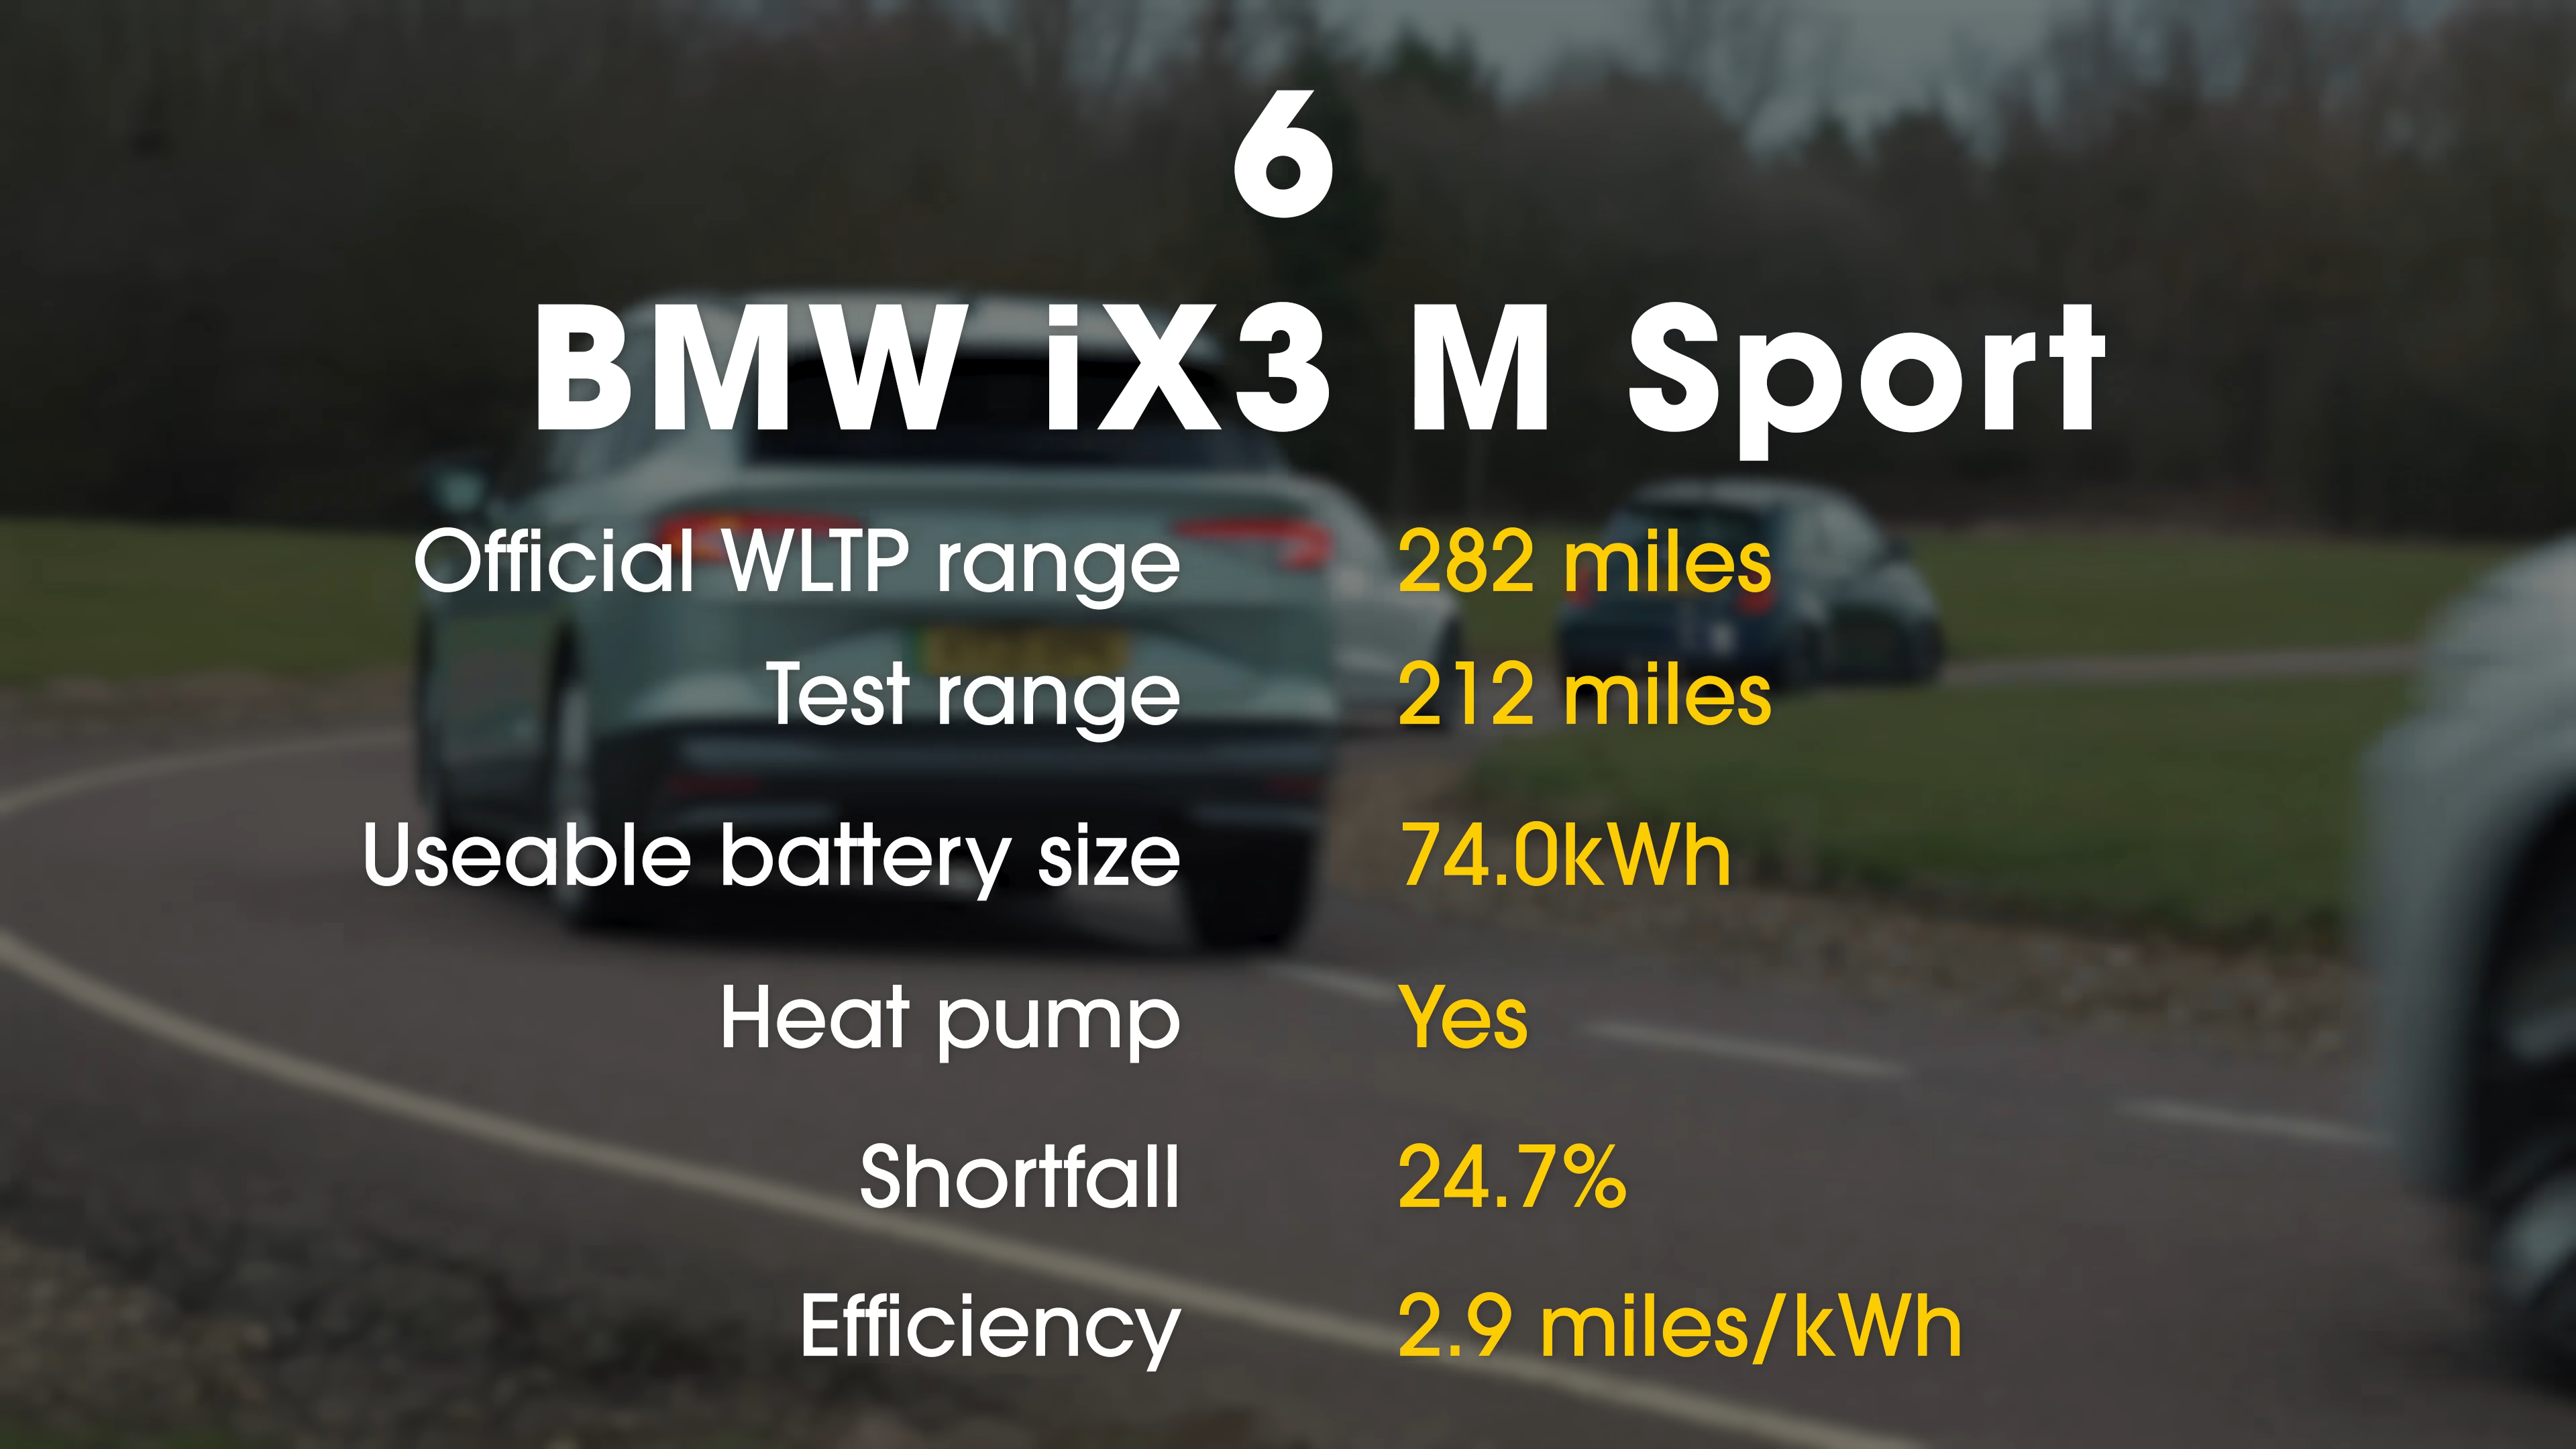 6
BMW iX3 M Sport
Official WLTP range 282 miles
Test range 212 miles
Useable battery size 74.0kWh
Heat pump Yes
Shortfall 24.7%
Efficiency 2.9 miles/kWh